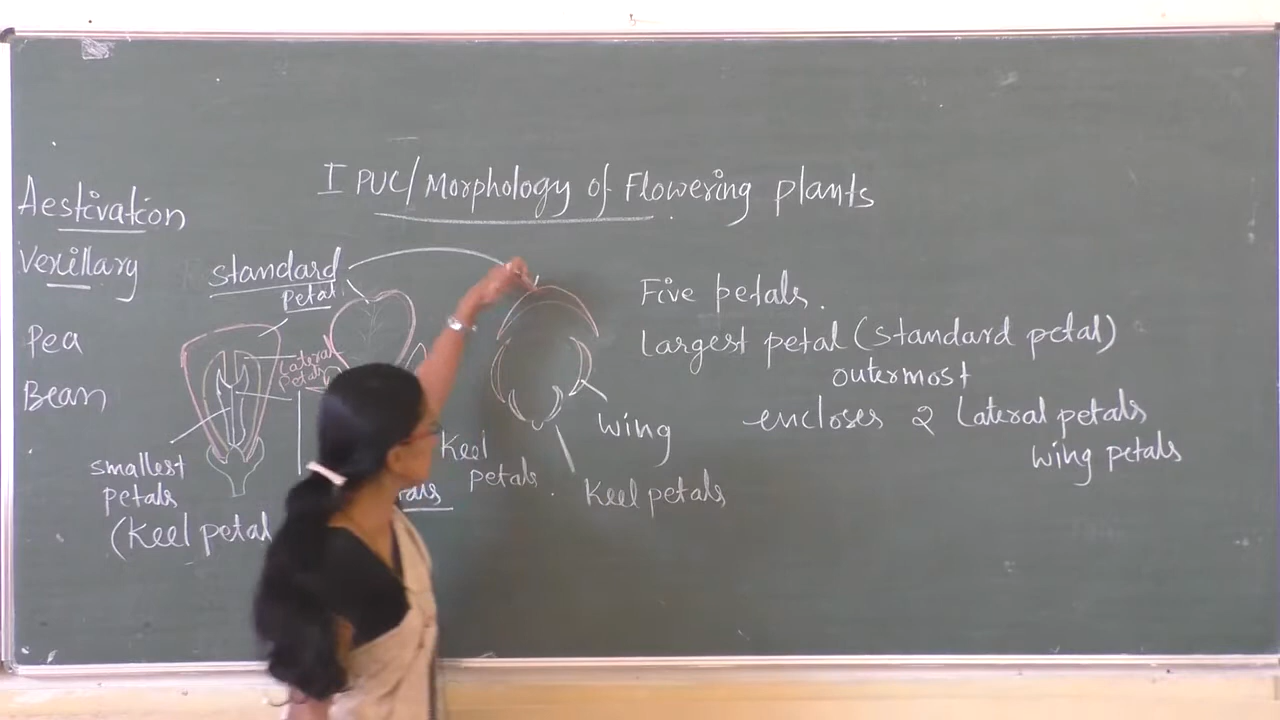 I PUC/Morphology of Flowering plants
Aestivation
Vexillary
Pea
Bean
standard
petal
Lateral
petals
smallest
petals
(Keel petal
Keel
petals
wing
Keel petals
Five petals.
Largest petal (standard petal)
outermost
encloses 2 Lateral petals
wing petals